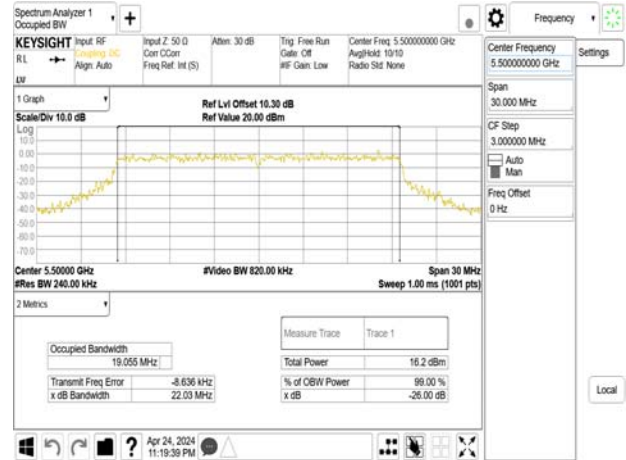 Spectrum Analyzer 1
Occupied BW
Frequency
KEYSIGHT
Input: RF
Coupling: DC
Align: Auto
Input Z: 50 Ω
Corr CCorr
Freq Ref: Int (S)
Atten: 30 dB
Trig: Free Run
Gate: Off
#IF Gain: Low
Center Freq: 5.500000000 GHz
Avg|Hold: 10/10
Radio Std: None
RL
LW
Center Frequency
5.500000000 GHz
Settings
Span
30.000 MHz
CF Step
3.000000 MHz
Auto
Man
Freq Offset
0 Hz
Local
1 Graph
Scale/Div 10.0 dB
Ref Lvl Offset 10.30 dB
Ref Value 20.00 dBm
Log
10.0
0.00
-10.0
-20.0
-30.0
-40.0
-50.0
-60.0
-70.0
Center 5.50000 GHz
#Res BW 240.00 kHz
#Video BW 820.00 kHz
Span 30 MHz
Sweep 1.00 ms (1001 pts)
2 Metrics
Measure Trace
Trace 1
Occupied Bandwidth
19.055 MHz
Total Power
16.2 dBm
Transmit Freq Error
-8.636 kHz
% of OBW Power
99.00 %
x dB Bandwidth
22.03 MHz
x dB
-26.00 dB
?
Apr 24, 2024
11:19:39 PM